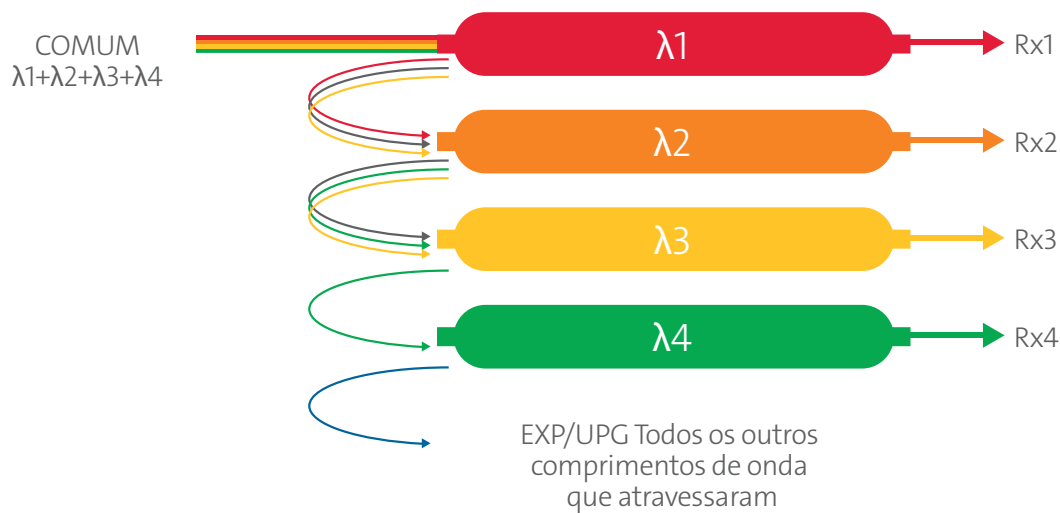 COMUM
λ1+λ2+λ3+λ4
λ1
Rx1
λ2
Rx2
λ3
Rx3
λ4
Rx4
EXP/UPG Todos os outros
comprimentos de onda
que atravessaram